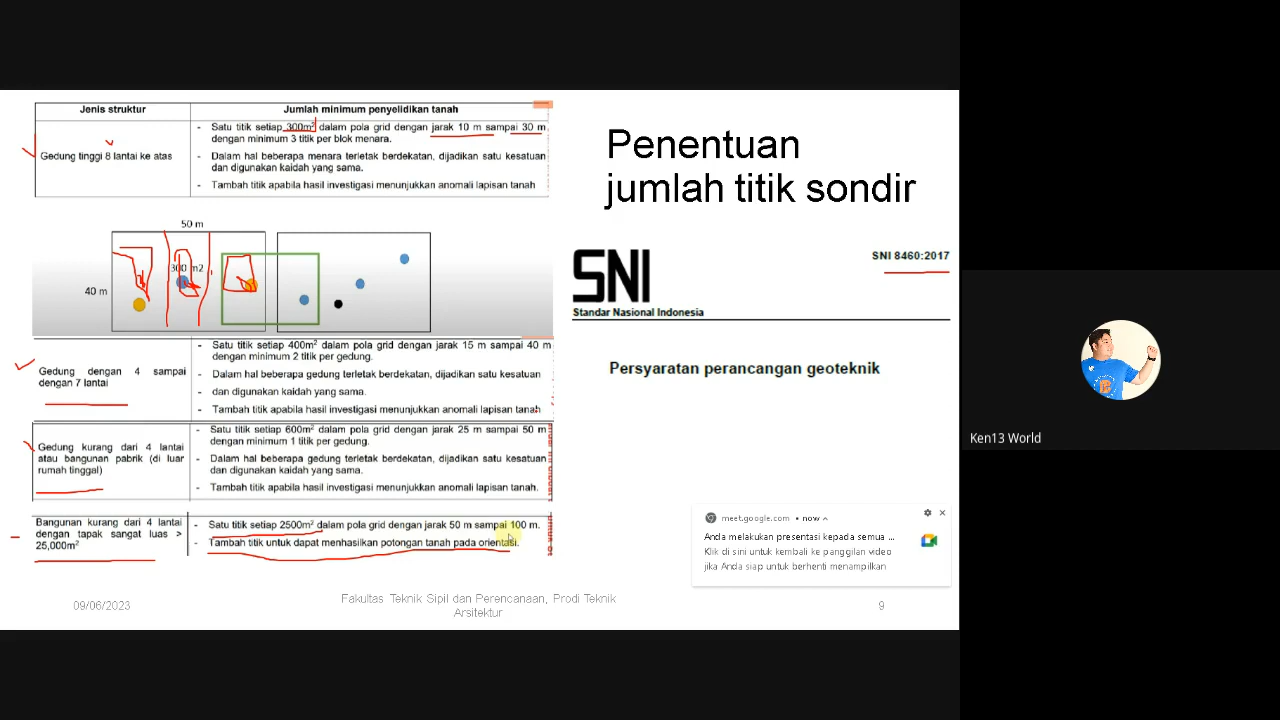 Jenis struktur
Jumlah minimum penyelidikan tanah
Gedung tinggi 8 lantai ke atas
- Satu titik setiap 300m² dalam pola grid dengan jarak 10 m sampai 30 m
dengan minimum 3 titik per blok menara.
- Dalam hal beberapa menara terletak berdekatan, dijadikan satu kesatuan
dan digunakan kaidah yang sama.
- Tambah titik apabila hasil investigasi menunjukkan anomali lapisan tanah
50 m
300 m2
40 m
Gedung dengan 4 sampai
dengan 7 lantai
- Satu titik setiap 400m² dalam pola grid dengan jarak 15 m sampai 40 m
dengan minimum 2 titik per gedung.
- Dalam hal beberapa gedung terletak berdekatan, dijadikan satu kesatuan
- dan digunakan kaidah yang sama.
- Tambah titik apabila hasil investigasi menunjukkan anomali lapisan tanah
Gedung kurang dari 4 lantai
atau bangunan pabrik (di luar
rumah tinggal)
- Satu titik setiap 600m² dalam pola grid dengan jarak 25 m sampai 50 m
dengan minimum 1 titik per gedung.
- Dalam hal beberapa gedung terletak berdekatan, dijadikan satu kesatuan
dan digunakan kaidah yang sama.
- Tambah titik apabila hasil investigasi menunjukkan anomali lapisan tanah.
Bangunan kurang dari 4 lantai
dengan tapak sangat luas >
25,000m²
- Satu titik setiap 2500m² dalam pola grid dengan jarak 50 m sampai 100 m.
- Tambah titik untuk dapat menhasilkan potongan tanah pada orientasi.
Penentuan
jumlah titik sondir
SNI
Standar Nasional Indonesia
SNI 8460:2017
Persyaratan perancangan geoteknik
meet.google.com • now
Anda melakukan presentasi kepada semua ...
Klik di sini untuk kembali ke panggilan video
jika Anda siap untuk berhenti menampilkan
09/06/2023
Fakultas Teknik Sipil dan Perencanaan, Prodi Teknik
Arsitektur
9
Ken13 World